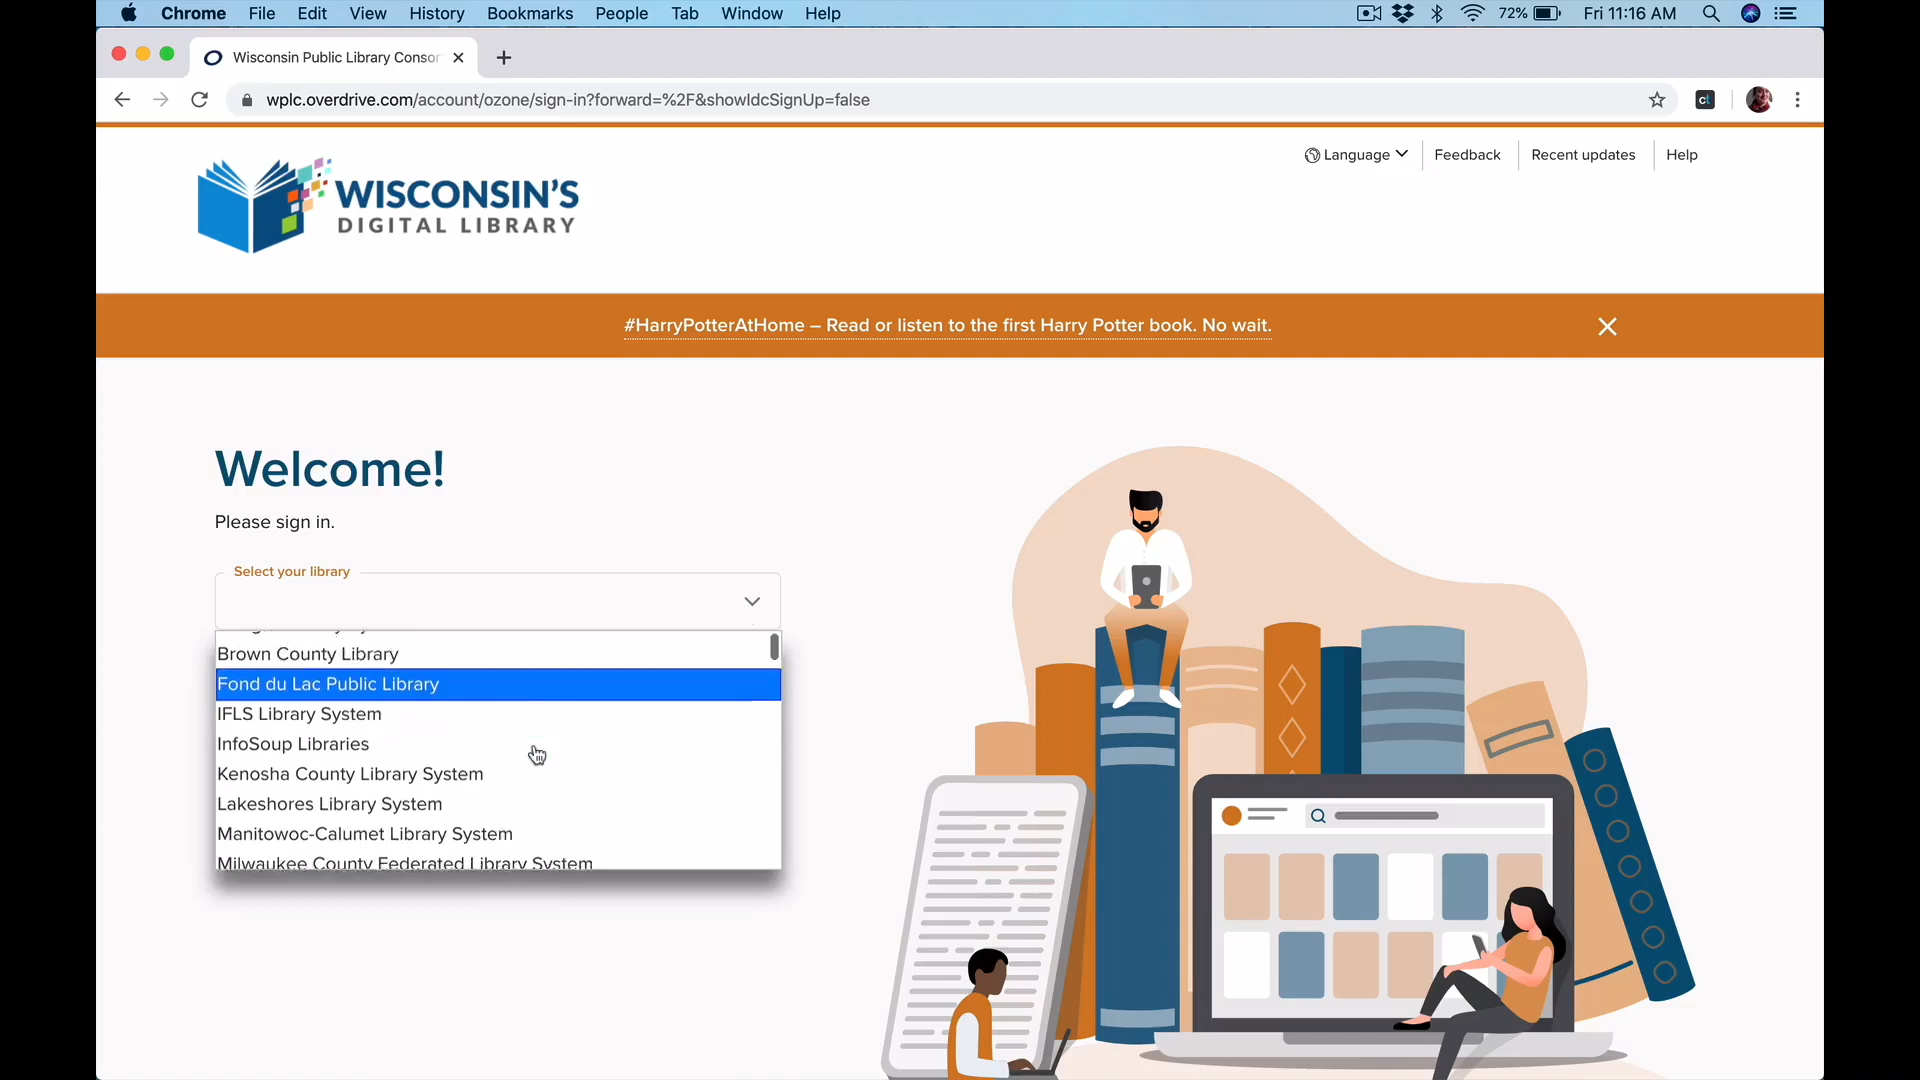 Chrome File Edit View History Bookmarks People Tab Window Help 72% Fri 11:16 AM
Wisconsin Public Library Consor
wplc.overdrive.com/account/ozone/sign-in?forward=%2F&showIdcSignUp=false ct
Language Feedback Recent updates Help
WISCONSIN'S
DIGITAL LIBRARY
#HarryPotterAtHome – Read or listen to the first Harry Potter book. No wait.
Welcome!
Please sign in.
Select your library
Brown County Library
Fond du Lac Public Library
IFLS Library System
InfoSoup Libraries
Kenosha County Library System
Lakeshores Library System
Manitowoc-Calumet Library System
Milwaukee County Federated Library System